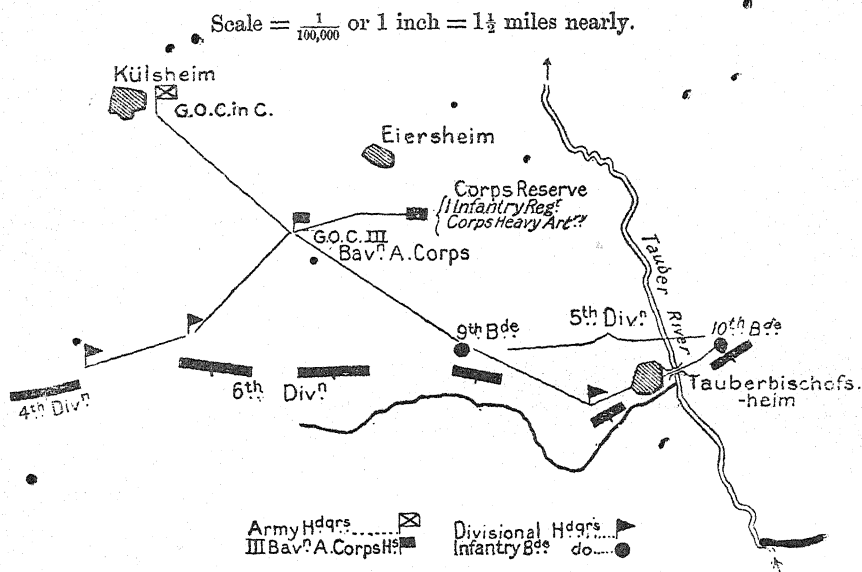 Scale = 1/100,000 or 1 inch = 1½ miles nearly.
Külsheim
G.O.C. in C.
Eiersheim
Corps Reserve
1 Infantry Regt
Corps Heavy Artry
G.O.C. III
Bavn A. Corps
Tauber River
5th Divn
9th Bde
10th Bde
Tauberbischofs.
-heim
6th Divn
4th Divn
Army Hdqrs
III Bavn A. Corps Hs
Divisional Hdqrs
Infantry Bde do